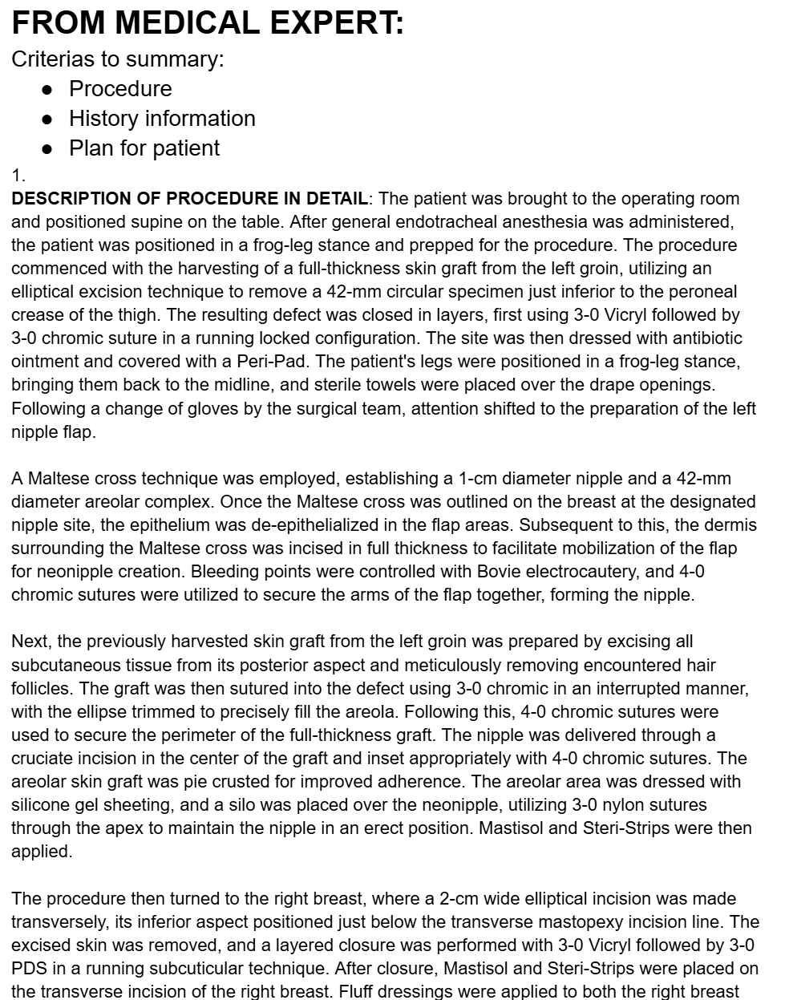 FROM MEDICAL EXPERT:
Criterias to summary:
● Procedure
● History information
● Plan for patient
1.
DESCRIPTION OF PROCEDURE IN DETAIL: The patient was brought to the operating room
and positioned supine on the table. After general endotracheal anesthesia was administered,
the patient was positioned in a frog-leg stance and prepped for the procedure. The procedure
commenced with the harvesting of a full-thickness skin graft from the left groin, utilizing an
elliptical excision technique to remove a 42-mm circular specimen just inferior to the peroneal
crease of the thigh. The resulting defect was closed in layers, first using 3-0 Vicryl followed by
3-0 chromic suture in a running locked configuration. The site was then dressed with antibiotic
ointment and covered with a Peri-Pad. The patient's legs were positioned in a frog-leg stance,
bringing them back to the midline, and sterile towels were placed over the drape openings.
Following a change of gloves by the surgical team, attention shifted to the preparation of the left
nipple flap.
A Maltese cross technique was employed, establishing a 1-cm diameter nipple and a 42-mm
diameter areolar complex. Once the Maltese cross was outlined on the breast at the designated
nipple site, the epithelium was de-epithelialized in the flap areas. Subsequent to this, the dermis
surrounding the Maltese cross was incised in full thickness to facilitate mobilization of the flap
for neonipple creation. Bleeding points were controlled with Bovie electrocautery, and 4-0
chromic sutures were utilized to secure the arms of the flap together, forming the nipple.
Next, the previously harvested skin graft from the left groin was prepared by excising all
subcutaneous tissue from its posterior aspect and meticulously removing encountered hair
follicles. The graft was then sutured into the defect using 3-0 chromic in an interrupted manner,
with the ellipse trimmed to precisely fill the areola. Following this, 4-0 chromic sutures were
used to secure the perimeter of the full-thickness graft. The nipple was delivered through a
cruciate incision in the center of the graft and inset appropriately with 4-0 chromic sutures. The
areolar skin graft was pie crusted for improved adherence. The areolar area was dressed with
silicone gel sheeting, and a silo was placed over the neonipple, utilizing 3-0 nylon sutures
through the apex to maintain the nipple in an erect position. Mastisol and Steri-Strips were then
applied.
The procedure then turned to the right breast, where a 2-cm wide elliptical incision was made
transversely, its inferior aspect positioned just below the transverse mastopexy incision line. The
excised skin was removed, and a layered closure was performed with 3-0 Vicryl followed by 3-0
PDS in a running subcuticular technique. After closure, Mastisol and Steri-Strips were placed on
the transverse incision of the right breast. Fluff dressings were applied to both the right breast